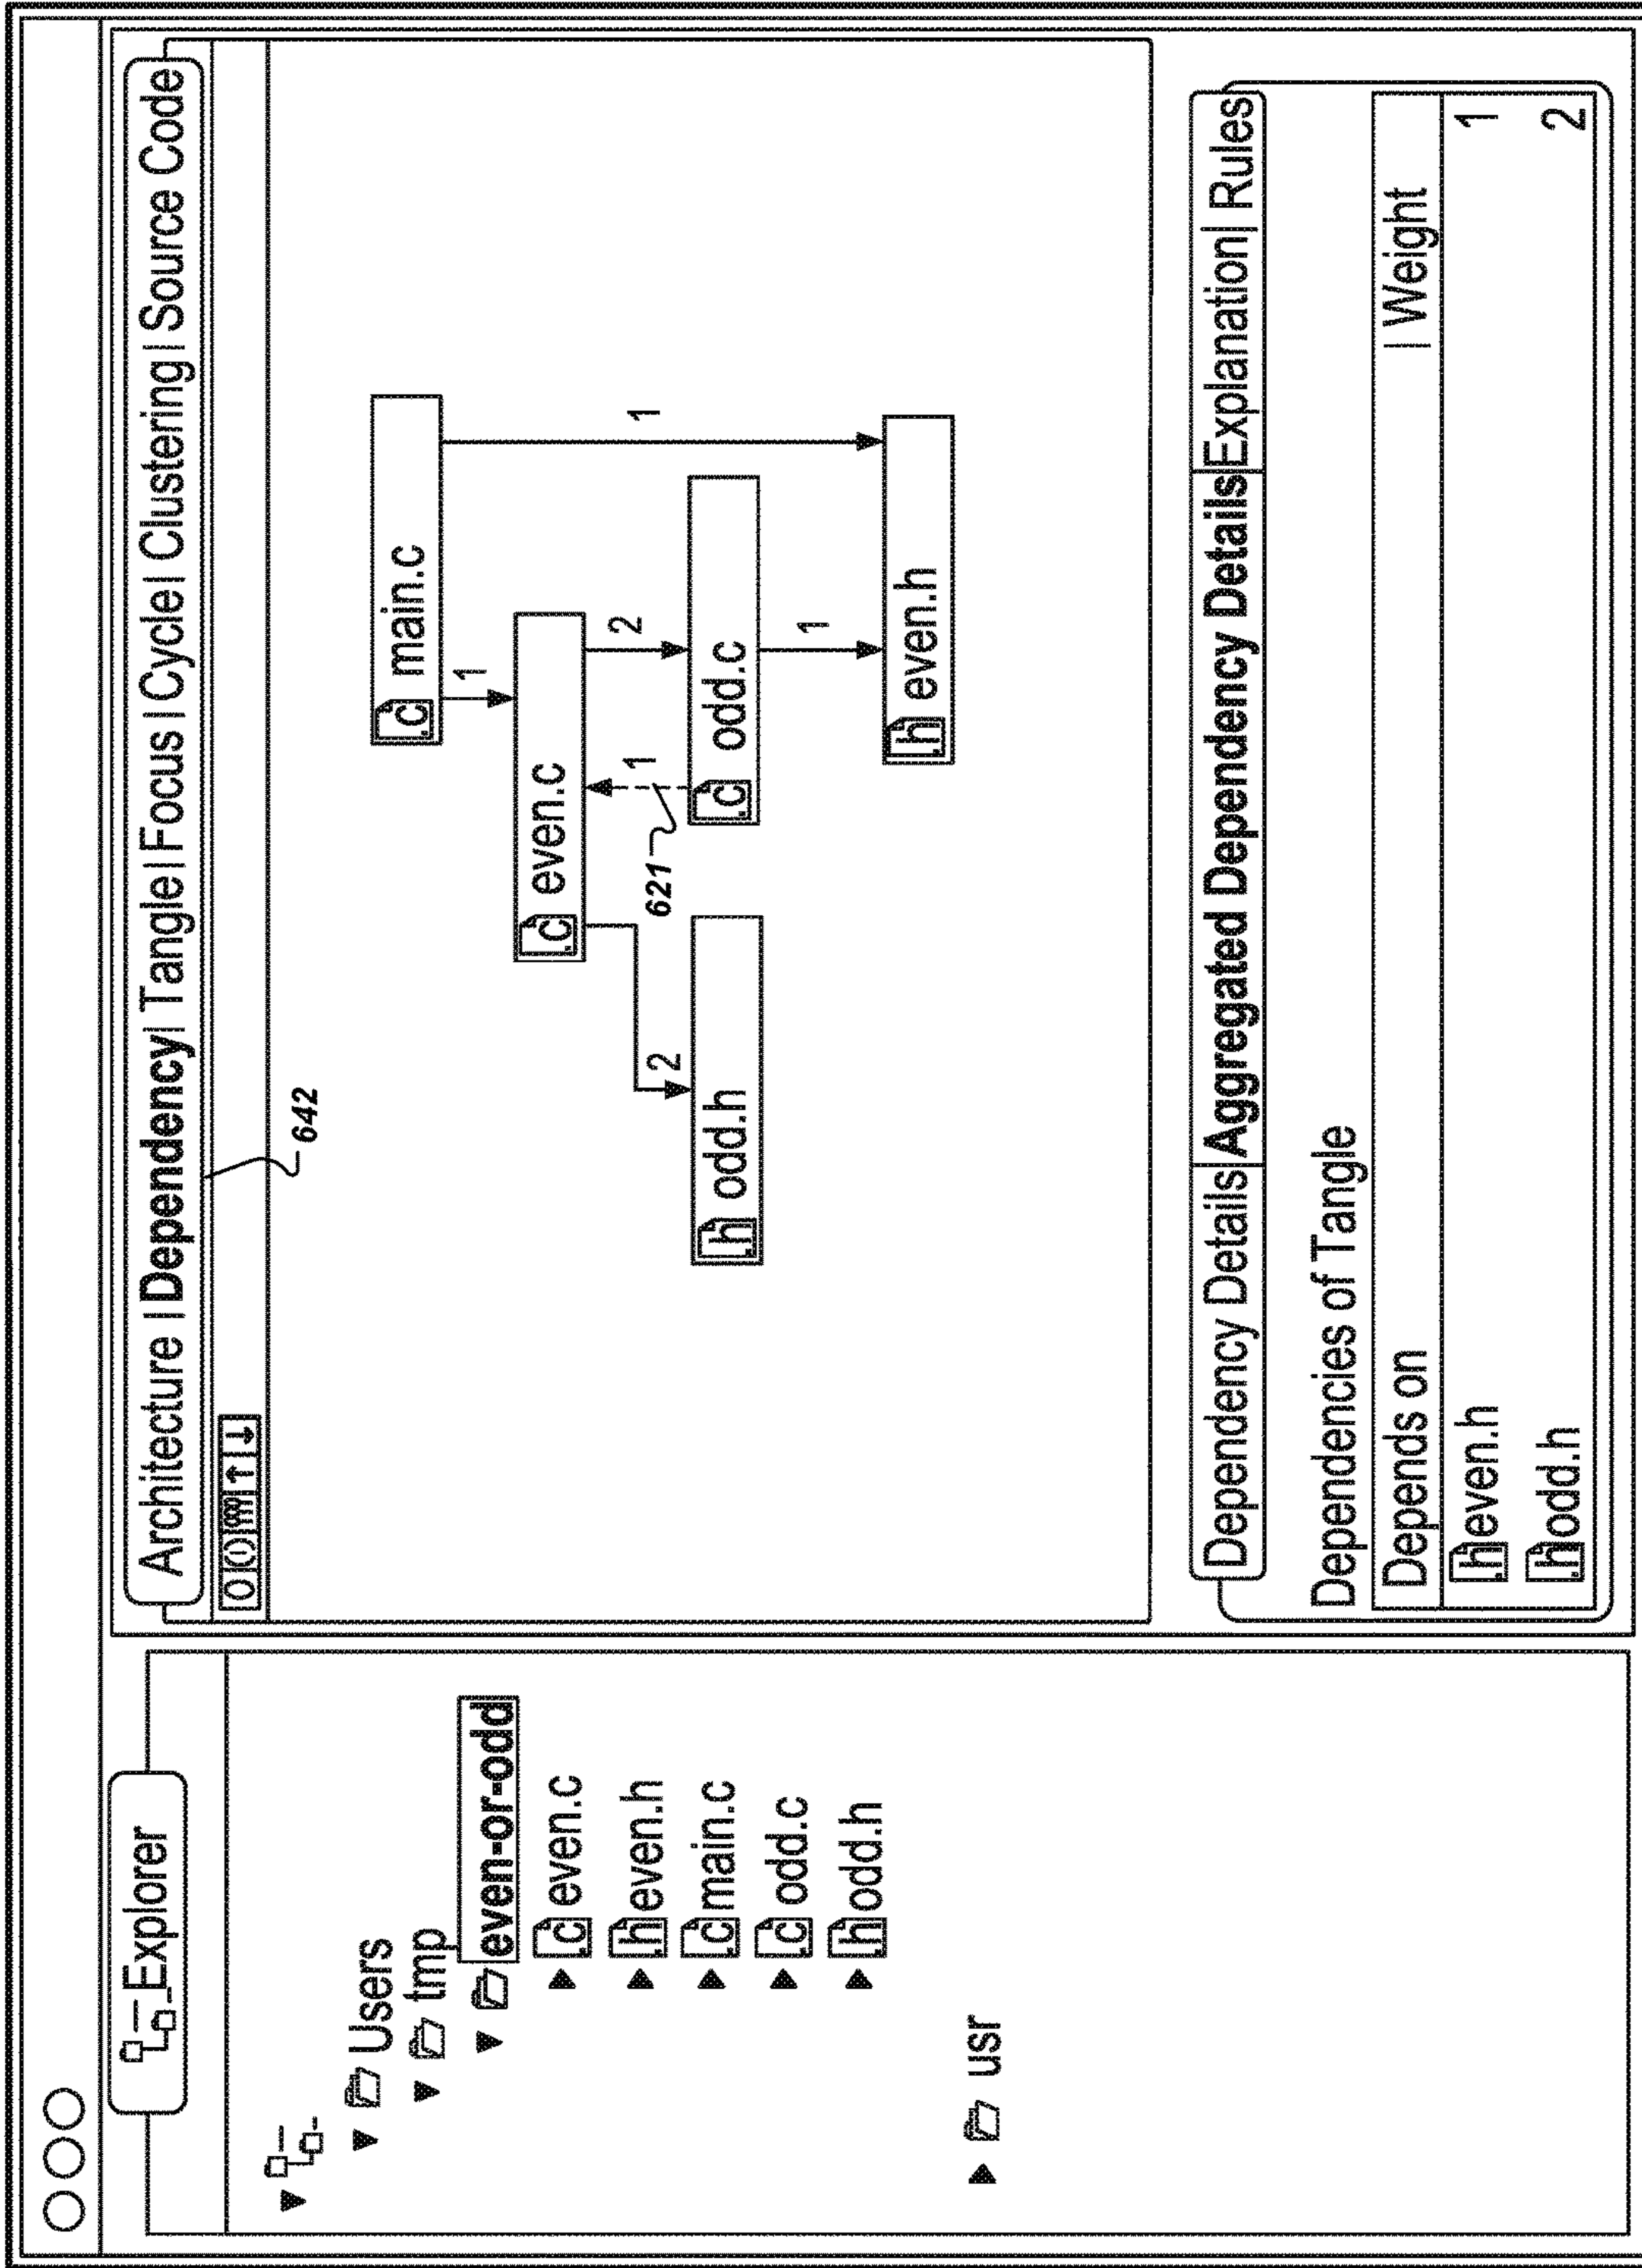 Explorer
Users
tmp
even-or-odd
.c even.c
.h even.h
.c main.c
.c odd.c
.h odd.h
usr
Architecture | Dependency | Tangle | Focus | Cycle | Clustering | Source Code
642
.c main.c
1
1
.c even.c
2
2
1
621
.h odd.h
.c odd.c
1
.h even.h
Dependency Details | Aggregated Dependency Details | Explanation | Rules
Dependencies of Tangle
Depends on | Weight
.h even.h 1
.h odd.h 2